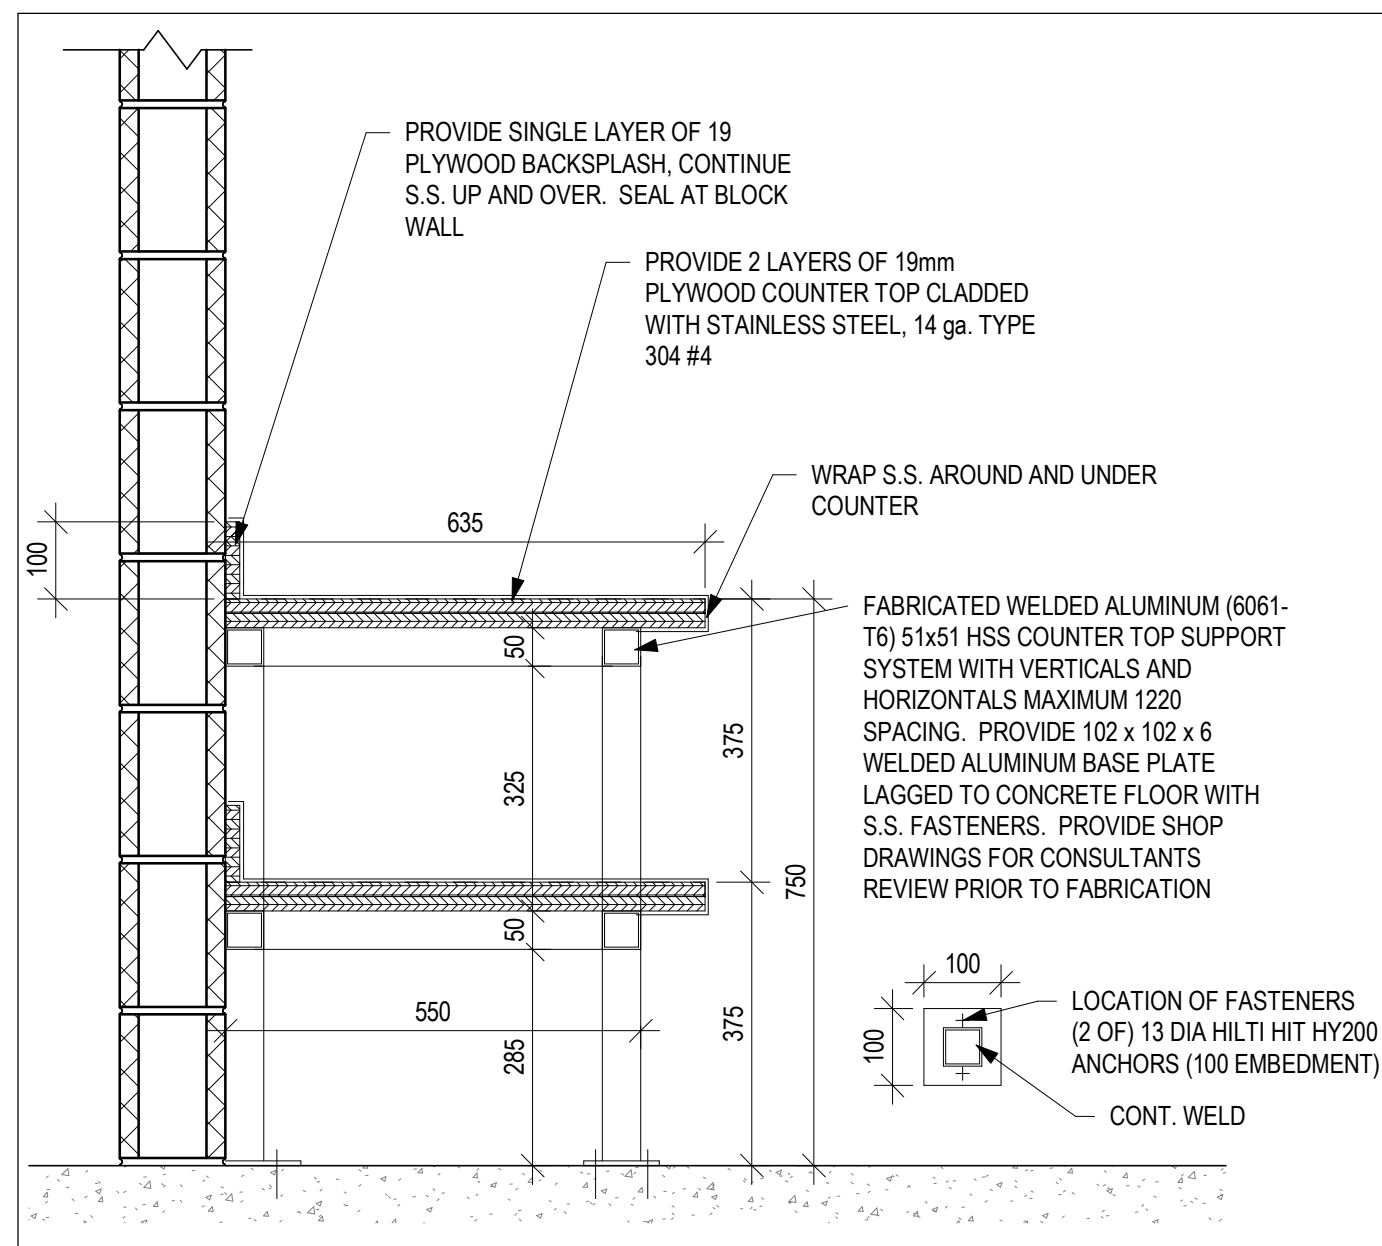 PROVIDE SINGLE LAYER OF 19
PLYWOOD BACKSPLASH, CONTINUE
S.S. UP AND OVER.  SEAL AT BLOCK
WALL
PROVIDE 2 LAYERS OF 19mm
PLYWOOD COUNTER TOP CLADDED
WITH STAINLESS STEEL, 14 ga. TYPE
304 #4
WRAP S.S. AROUND AND UNDER
COUNTER
635
100
FABRICATED WELDED ALUMINUM (6061-
T6) 51x51 HSS COUNTER TOP SUPPORT
SYSTEM WITH VERTICALS AND
HORIZONTALS MAXIMUM 1220
SPACING.  PROVIDE 102 x 102 x 6
WELDED ALUMINUM BASE PLATE
LAGGED TO CONCRETE FLOOR WITH
S.S. FASTENERS.  PROVIDE SHOP
DRAWINGS FOR CONSULTANTS
REVIEW PRIOR TO FABRICATION
50
375
325
750
50
550
285
375
100
100
LOCATION OF FASTENERS
(2 OF) 13 DIA HILTI HIT HY200
ANCHORS (100 EMBEDMENT)
CONT. WELD